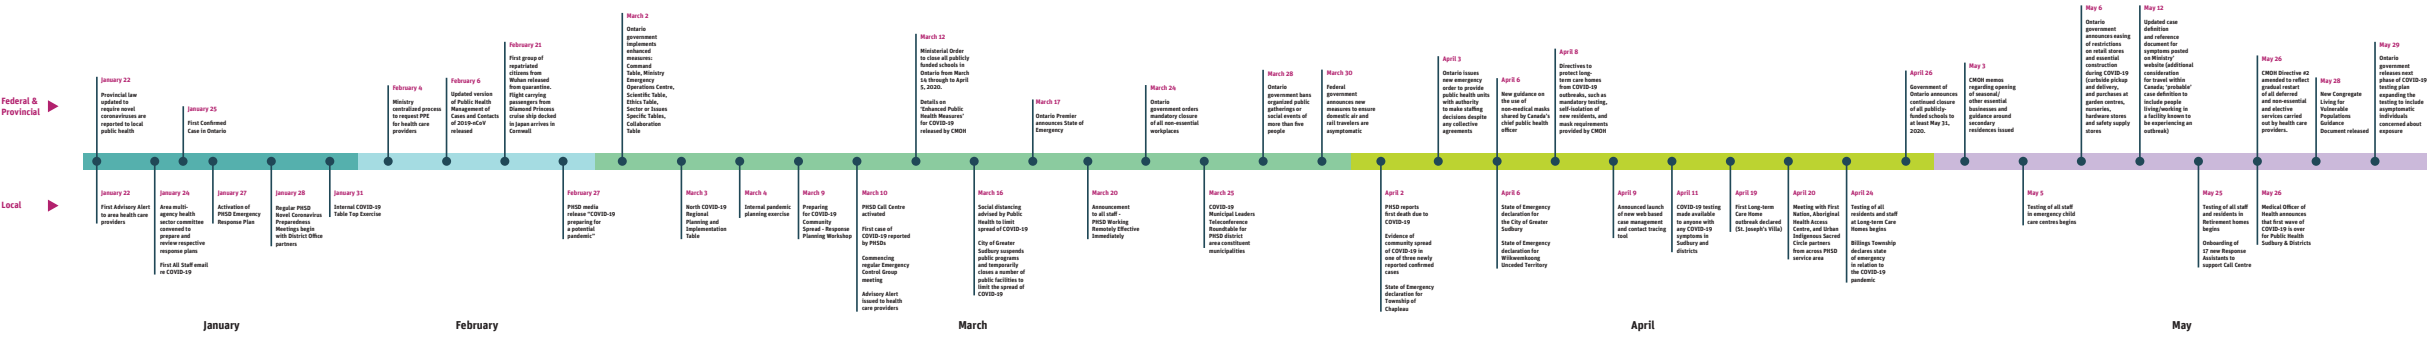 Federal &
Provincial
January 22
Provincial law
updated to
require novel
coronaviruses are
reported to local
public health
January 25
First Confirmed
Case in Ontario
February 4
Ministry
centralized process
to request PPE
for health care
providers
February 6
Updated version
of Public Health
Management of
Cases and Contacts
of 2019-nCoV
released
February 21
First group of
repatriated
citizens from
Wuhan released
from quarantine.
Flight carrying
passengers from
Diamond Princess
cruise ship docked
in Japan arrives in
Cornwall
March 2
Ontario
government
implements
enhanced
measures:
Command
Table, Ministry
Emergency
Operations Centre,
Scientific Table,
Ethics Table,
Sector or Issues
Specific Tables,
Collaboration
Table
March 12
Ministerial Order
to close all publicly
funded schools in
Ontario from March
14 through to April
5, 2020.
Details on
'Enhanced Public
Health Measures'
for COVID-19
released by CMOH
March 17
Ontario Premier
announces State of
Emergency
March 24
Ontario
government orders
mandatory closure
of all non-essential
workplaces
March 28
Ontario
government bans
organized public
gatherings or
social events of
more than five
people
March 30
Federal
government
announces new
measures to ensure
domestic air and
rail travelers are
asymptomatic
April 3
Ontario issues
new emergency
order to provide
public health units
with authority
to make staffing
decisions despite
any collective
agreements
April 6
New guidance on
the use of
non-medical masks
shared by Canada's
chief public health
officer
April 8
Directives to
protect long-
term care homes
from COVID-19
outbreaks, such as
mandatory testing,
self-isolation of
new residents, and
mask requirements
provided by CMOH
April 26
Government of
Ontario announces
continued closure
of all publicly-
funded schools to
at least May 31,
2020.
May 3
CMOH memos
regarding opening
of seasonal/
other essential
businesses and
guidance around
secondary
residences issued
May 6
Ontario
government
announces easing
of restrictions
on retail stores
and essential
construction
during COVID-19
(curbside pickup
and delivery,
and purchases at
garden centres,
nurseries,
hardware stores
and safety supply
stores
May 12
Updated case
definition
and reference
document for
symptoms posted
on Ministry'
website (additional
consideration
for travel within
Canada; 'probable'
case definition to
include people
living/working in
a facility known to
be experiencing an
outbreak)
May 26
CMOH Directive #2
amended to reflect
gradual restart
of all deferred
and non-essential
and elective
services carried
out by health care
providers.
May 28
New Congregate
Living for
Vulnerable
Populations
Guidance
Document released
May 29
Ontario
government
releases next
phase of COVID-19
testing plan
expanding the
testing to include
asymptomatic
individuals
concerned about
exposure
Local
January 22
First Advisory Alert
to area health care
providers
January 24
Area multi-
agency health
sector committee
convened to
prepare and
review respective
response plans
First All Staff email
re COVID-19
January 27
Activation of
PHSD Emergency
Response Plan
January 28
Regular PHSD
Novel Coronavirus
Preparedness
Meetings begin
with District Office
partners
January 31
Internal COVID-19
Table Top Exercise
February 27
PHSD media
release "COVID-19
preparing for
a potential
pandemic"
March 3
North COVID-19
Regional
Planning and
Implementation
Table
March 4
Internal pandemic
planning exercise
March 9
Preparing
for COVID-19
Community
Spread - Response
Planning Workshop
March 10
PHSD Call Centre
activated
First case of
COVID-19 reported
by PHSDs
Commencing
regular Emergency
Control Group
meeting
Advisory Alert
issued to health
care providers
March 16
Social distancing
advised by Public
Health to limit
spread of COVID-19
City of Greater
Sudbury suspends
public programs
and temporarily
closes a number of
public facilities to
limit the spread of
COVID-19
March 20
Announcement
to all staff -
PHSD Working
Remotely Effective
Immediately
March 25
COVID-19
Municipal Leaders
Teleconference
Roundtable for
PHSD district
area constituent
municipalities
April 2
PHSD reports
first death due to
COVID-19
Evidence of
community spread
of COVID-19 in
one of three newly
reported confirmed
cases
State of Emergency
declaration for
Township of
Chapleau
April 6
State of Emergency
declaration for
the City of Greater
Sudbury
State of Emergency
declaration for
Wiikwemkoong
Unceded Territory
April 9
Announced launch
of new web based
case management
and contact tracing
tool
April 11
COVID-19 testing
made available
to anyone with
any COVID-19
symptoms in
Sudbury and
districts
April 19
First Long-term
Care Home
outbreak declared
(St. Joseph's Villa)
April 20
Meeting with First
Nation, Aboriginal
Health Access
Centre, and Urban
Indigenous Sacred
Circle partners
from across PHSD
service area
April 24
Testing of all
residents and staff
at Long-term Care
Homes begins
Billings Township
declares state
of emergency
in relation to
the COVID-19
pandemic
May 5
Testing of all staff
in emergency child
care centres begins
May 25
Testing of all staff
and residents in
Retirement homes
begins
Onboarding of
17 new Response
Assistants to
support Call Centre
May 26
Medical Officer of
Health announces
that first wave of
COVID-19 is over
for Public Health
Sudbury & Districts
January
February
March
April
May